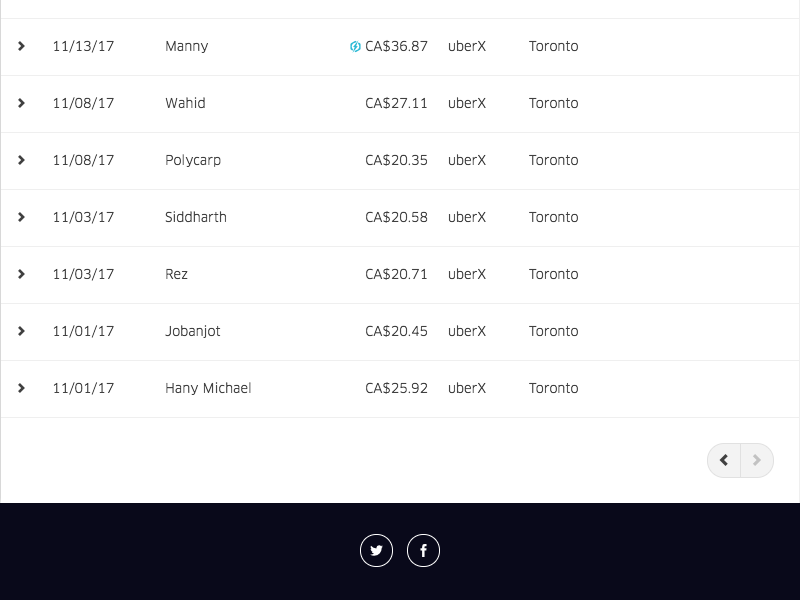 11/13/17 Manny CA$36.87 uberX Toronto
11/08/17 Wahid CA$27.11 uberX Toronto
11/08/17 Polycarp CA$20.35 uberX Toronto
11/03/17 Siddharth CA$20.58 uberX Toronto
11/03/17 Rez CA$20.71 uberX Toronto
11/01/17 Jobanjot CA$20.45 uberX Toronto
11/01/17 Hany Michael CA$25.92 uberX Toronto